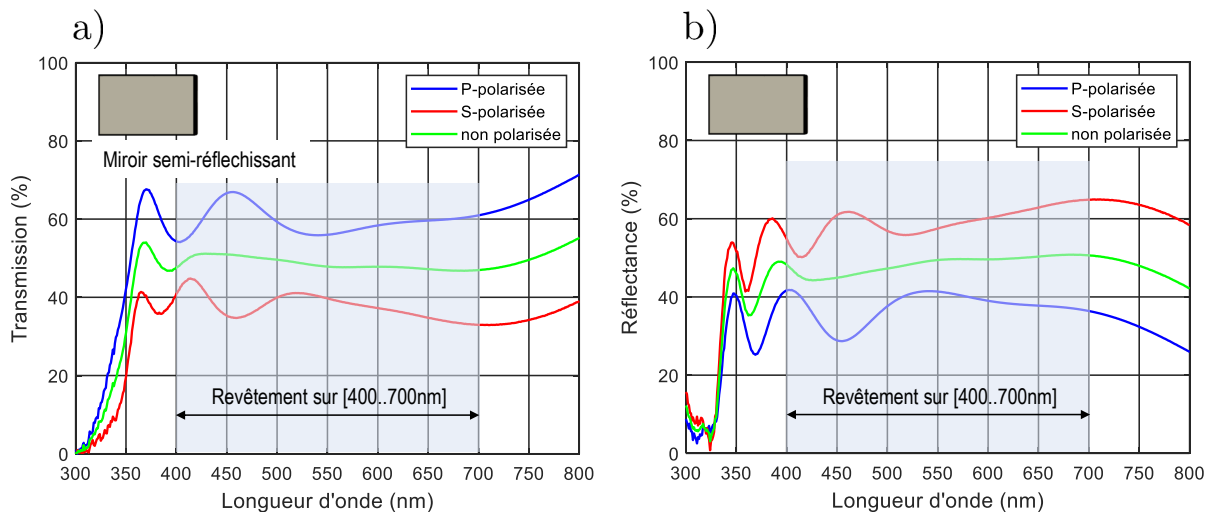 a)
Transmission (%)
100
80
60
40
20
0
300 350 400 450 500 550 600 650 700 750 800
Longueur d'onde (nm)
P-polarisée
S-polarisée
non polarisée
Miroir semi-réflechissant
Revêtement sur [400..700nm]
b)
Réflectance (%)
100
80
60
40
20
0
300 350 400 450 500 550 600 650 700 750 800
Longueur d'onde (nm)
P-polarisée
S-polarisée
non polarisée
Revêtement sur [400..700nm]